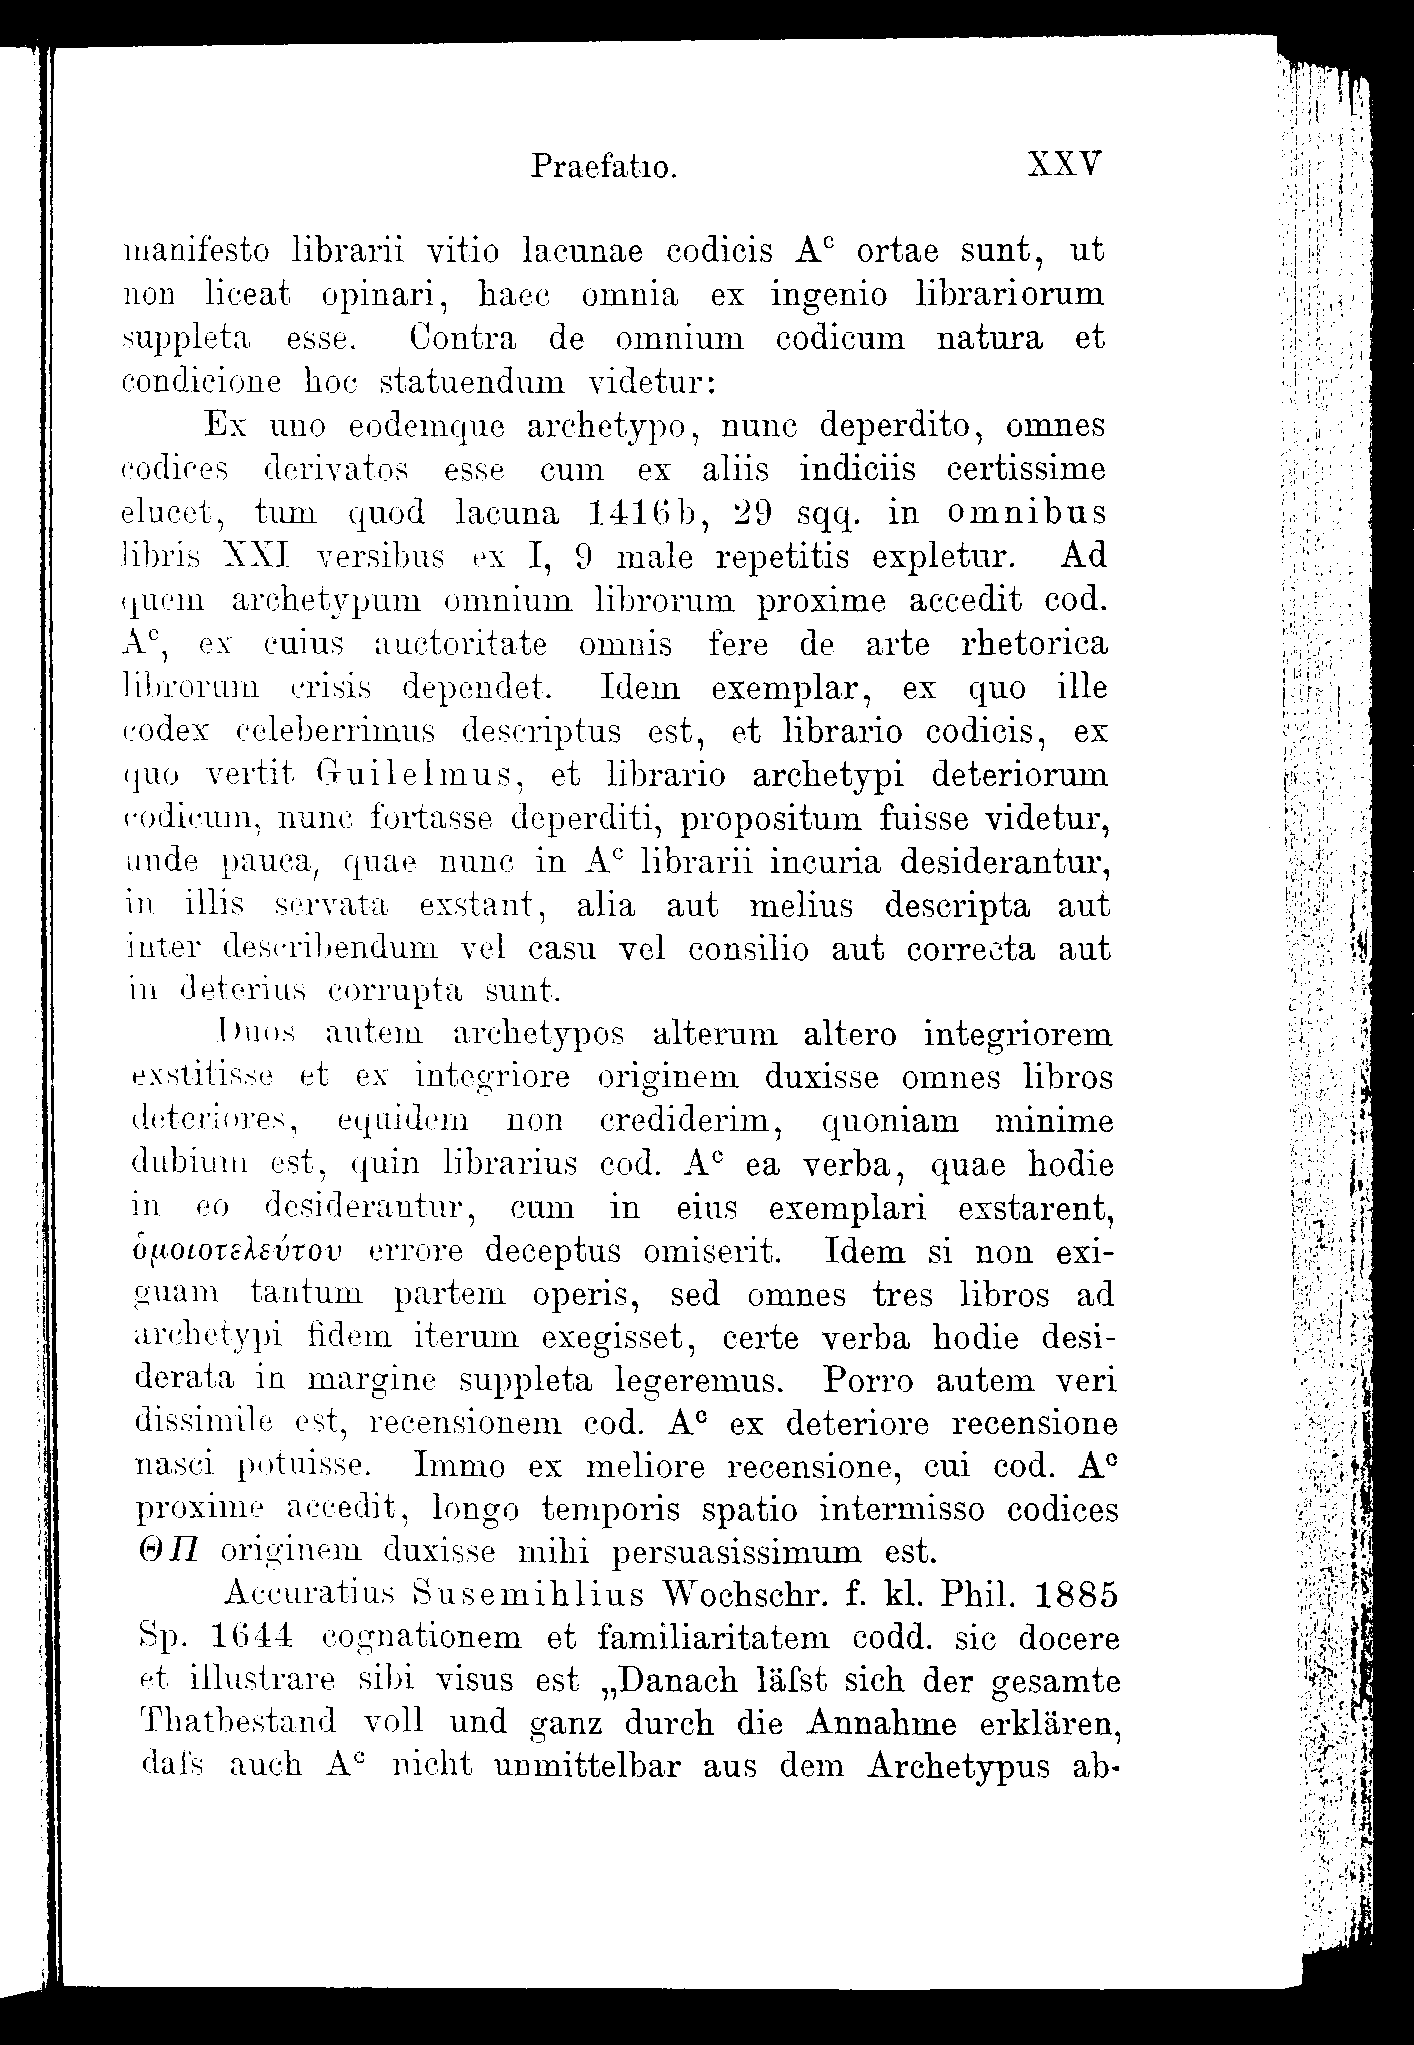 Praefatio. XXV
manifesto librarii vitio lacunae codicis Aᶜ ortae sunt, ut
non liceat opinari, haec omnia ex ingenio librariorum
suppleta esse. Contra de omnium codicum natura et
condicione hoc statuendum videtur:
Ex uno eodemque archetypo, nunc deperdito, omnes
codices derivatos esse cum ex aliis indiciis certissime
elucet, tum quod lacuna 1416b, 29 sqq. in omnibus
libris XXI versibus ex I, 9 male repetitis expletur. Ad
quem archetypum omnium librorum proxime accedit cod.
Aᶜ, ex cuius auctoritate omnis fere de arte rhetorica
librorum crisis dependet. Idem exemplar, ex quo ille
codex celeberrimus descriptus est, et librario codicis, ex
quo vertit Guilelmus, et librario archetypi deteriorum
codicum, nunc fortasse deperditi, propositum fuisse videtur,
unde pauca, quae nunc in Aᶜ librarii incuria desiderantur,
in illis servata exstant, alia aut melius descripta aut
inter describendum vel casu vel consilio aut correcta aut
in deterius corrupta sunt.
Duos autem archetypos alterum altero integriorem
exstitisse et ex integriore originem duxisse omnes libros
deteriores, equidem non crediderim, quoniam minime
dubium est, quin librarius cod. Aᶜ ea verba, quae hodie
in eo desiderantur, cum in eius exemplari exstarent,
ὁμοιοτελεύτου errore deceptus omiserit. Idem si non exi-
guam tantum partem operis, sed omnes tres libros ad
archetypi fidem iterum exegisset, certe verba hodie desi-
derata in margine suppleta legeremus. Porro autem veri
dissimile est, recensionem cod. Aᶜ ex deteriore recensione
nasci potuisse. Immo ex meliore recensione, cui cod. Aᶜ
proxime accedit, longo temporis spatio intermisso codices
ΘΠ originem duxisse mihi persuasissimum est.
Accuratius Susemihlius Wochschr. f. kl. Phil. 1885
Sp. 1644 cognationem et familiaritatem codd. sic docere
et illustrare sibi visus est „Danach läſst sich der gesamte
Thatbestand voll und ganz durch die Annahme erklären,
daſs auch Aᶜ nicht unmittelbar aus dem Archetypus ab-